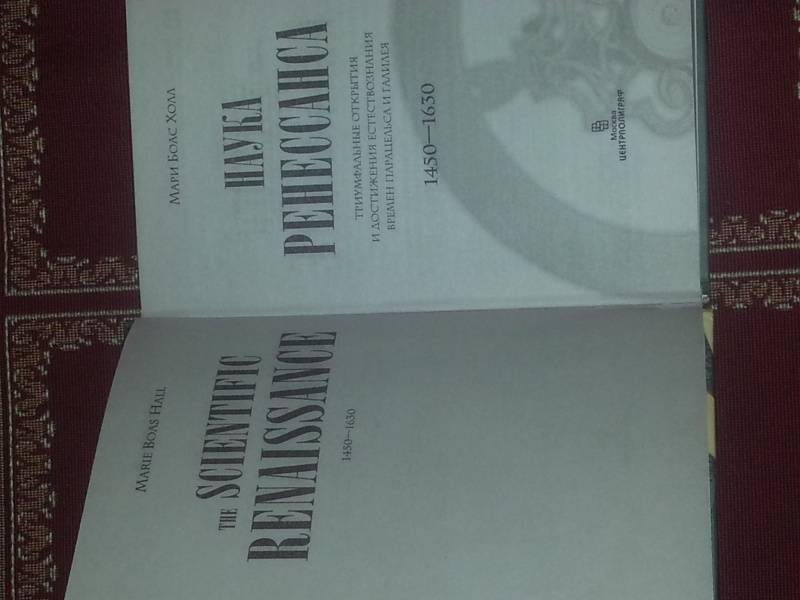 MARIE BOAS HALL
THE SCIENTIFIC
RENAISSANCE
1450—1630
МАРИ БОАС ХОЛЛ
НАУКА
РЕНЕССАНСА
ТРИУМФАЛЬНЫЕ ОТКРЫТИЯ
И ДОСТИЖЕНИЯ ЕСТЕСТВОЗНАНИЯ
ВРЕМЕН ПАРАЦЕЛЬСА И ГАЛИЛЕЯ
1450—1630
Москва
ЦЕНТРПОЛИГРАФ